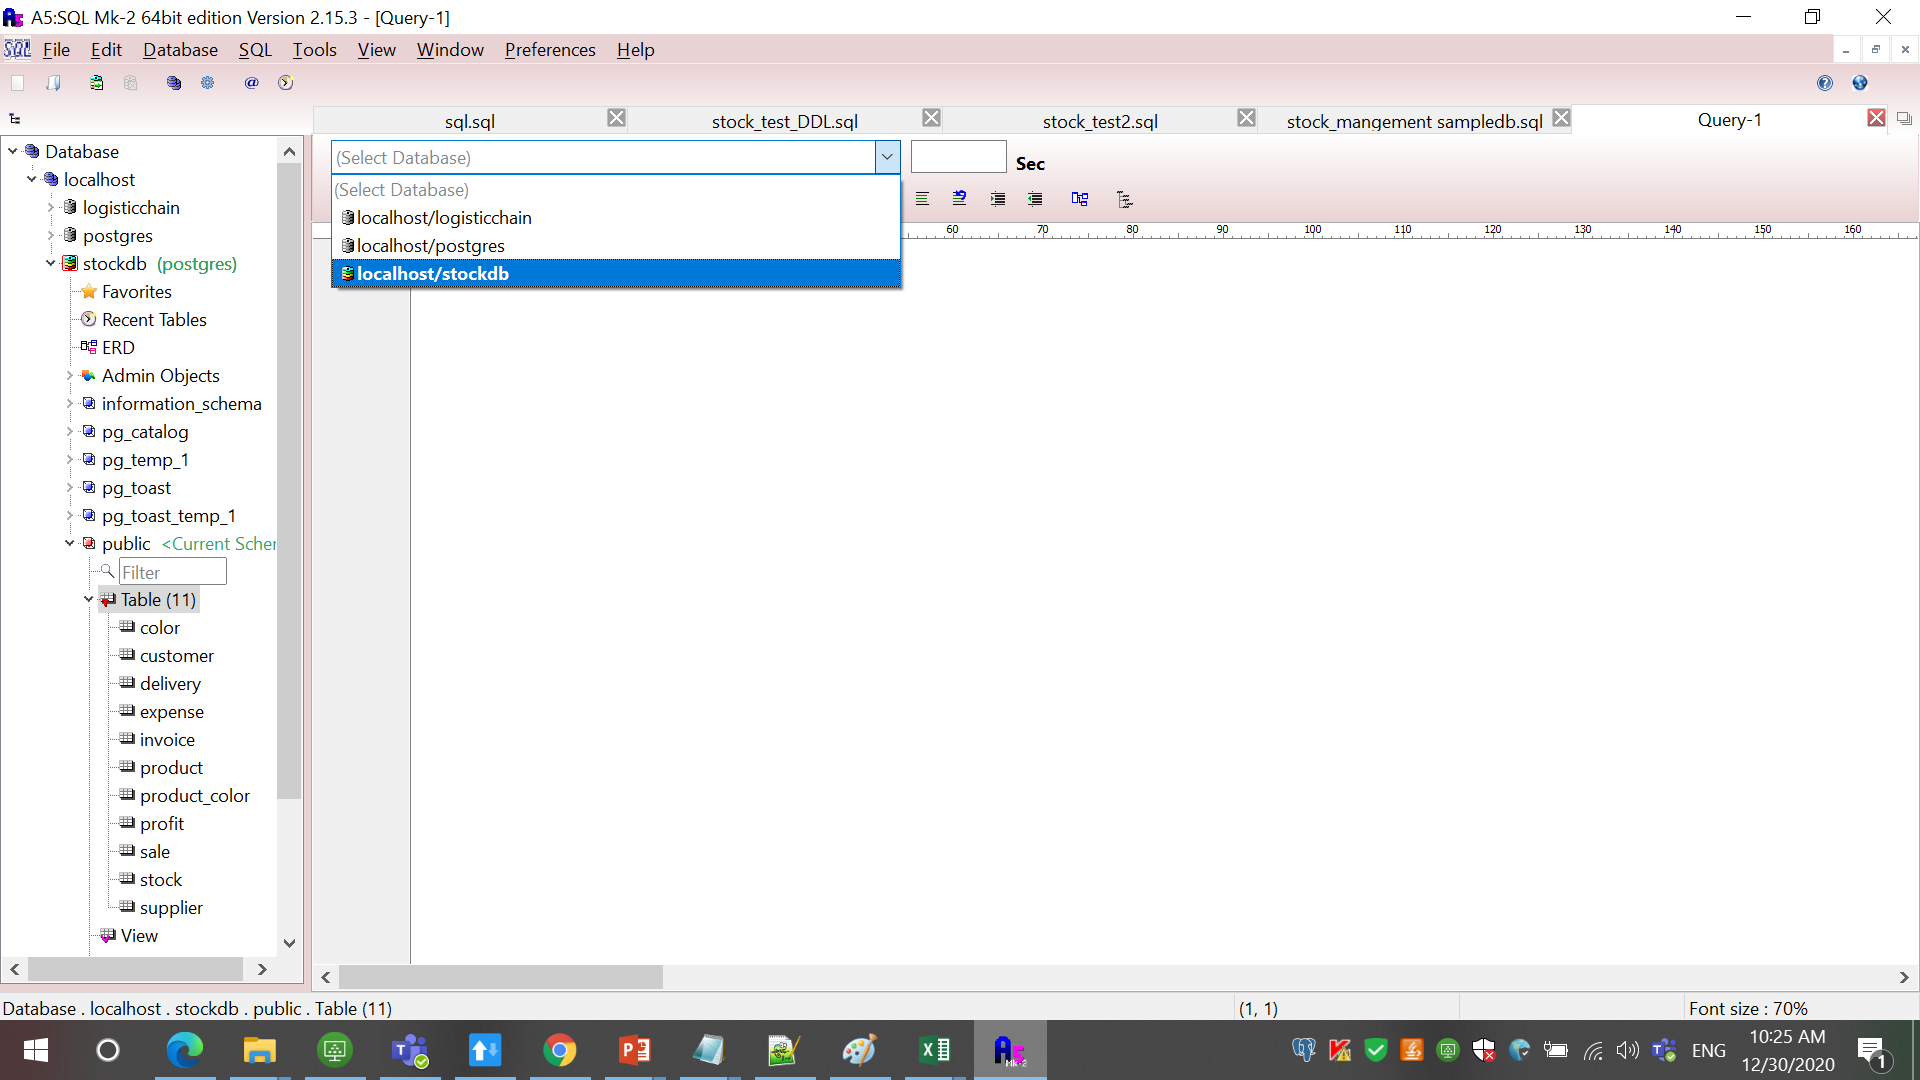 A5:SQL Mk-2 64bit edition Version 2.15.3 - [Query-1]
SQL File Edit Database SQL Tools View Window Preferences Help
sql.sql stock_test_DDL.sql stock_test2.sql stock_mangement sampledb.sql Query-1
(Select Database) Sec
(Select Database)
localhost/logisticchain
localhost/postgres
localhost/stockdb
60 70 80 90 100 110 120 130 140 150 160
Database
localhost
logisticchain
postgres
stockdb (postgres)
Favorites
Recent Tables
ERD
Admin Objects
information_schema
pg_catalog
pg_temp_1
pg_toast
pg_toast_temp_1
public <Current Scher
Filter
Table (11)
color
customer
delivery
expense
invoice
product
product_color
profit
sale
stock
supplier
View
Database . localhost . stockdb . public . Table (11) (1, 1) Font size : 70%
ENG 10:25 AM
12/30/2020 1